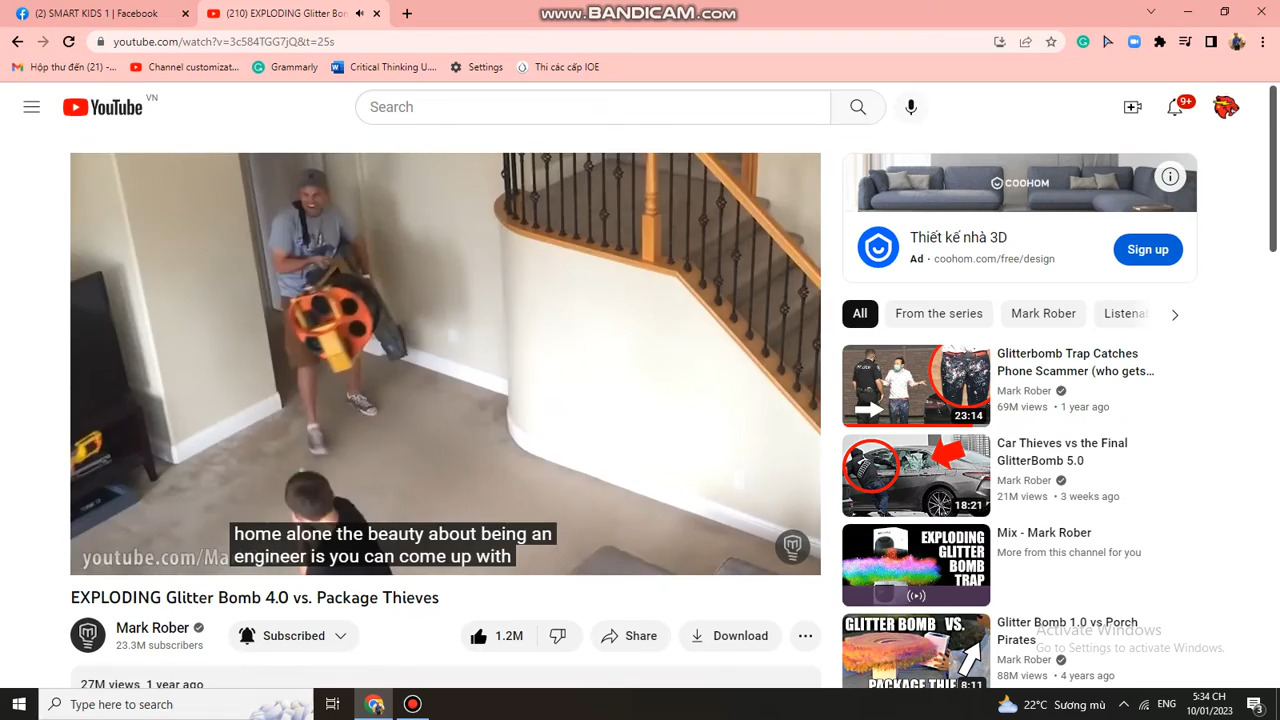 (2) SMART KIDS 1 | Facebook
(210) EXPLODING Glitter Bom
www.BANDICAM.com
youtube.com/watch?v=3c584TGG7jQ&t=25s
Hộp thư đến (21) -...
Channel customizat...
Grammarly
Critical Thinking U...
Settings
Thi các cấp IOE
YouTube VN
Search
9+
COOHOM
Thiết kế nhà 3D
Ad · coohom.com/free/design
Sign up
All
From the series
Mark Rober
Listenab
Glitterbomb Trap Catches
Phone Scammer (who gets...
Mark Rober
69M views • 1 year ago
23:14
Car Thieves vs the Final
GlitterBomb 5.0
Mark Rober
21M views • 3 weeks ago
18:21
EXPLODING
GLITTER
BOMB
TRAP
Mix - Mark Rober
More from this channel for you
GLITTER BOMB VS.
PACKAGE THIE
8:11
Glitter Bomb 1.0 vs Porch
Pirates
Mark Rober
88M views • 4 years ago
home alone the beauty about being an
engineer is you can come up with
youtube.com/Ma
EXPLODING Glitter Bomb 4.0 vs. Package Thieves
Mark Rober
23.3M subscribers
Subscribed
1.2M
Share
Download
27M views 1 year ago
Activate Windows
Go to Settings to activate Windows.
Type here to search
22°C Sương mù
ENG
5:34 CH
10/01/2023
3